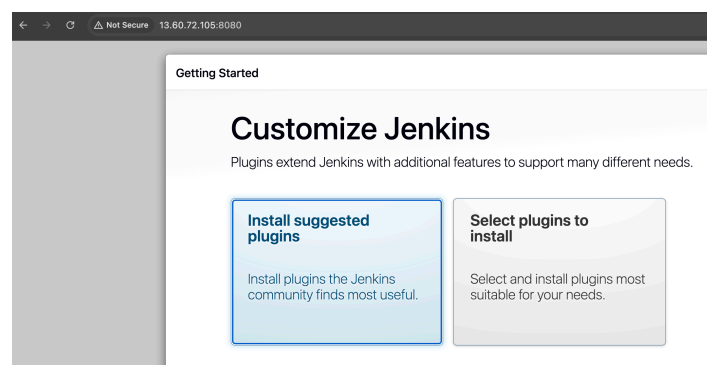 Not Secure 13.60.72.105:8080
Getting Started
Customize Jenkins
Plugins extend Jenkins with additional features to support many different needs.
Install suggested
plugins
Install plugins the Jenkins
community finds most useful.
Select plugins to
install
Select and install plugins most
suitable for your needs.